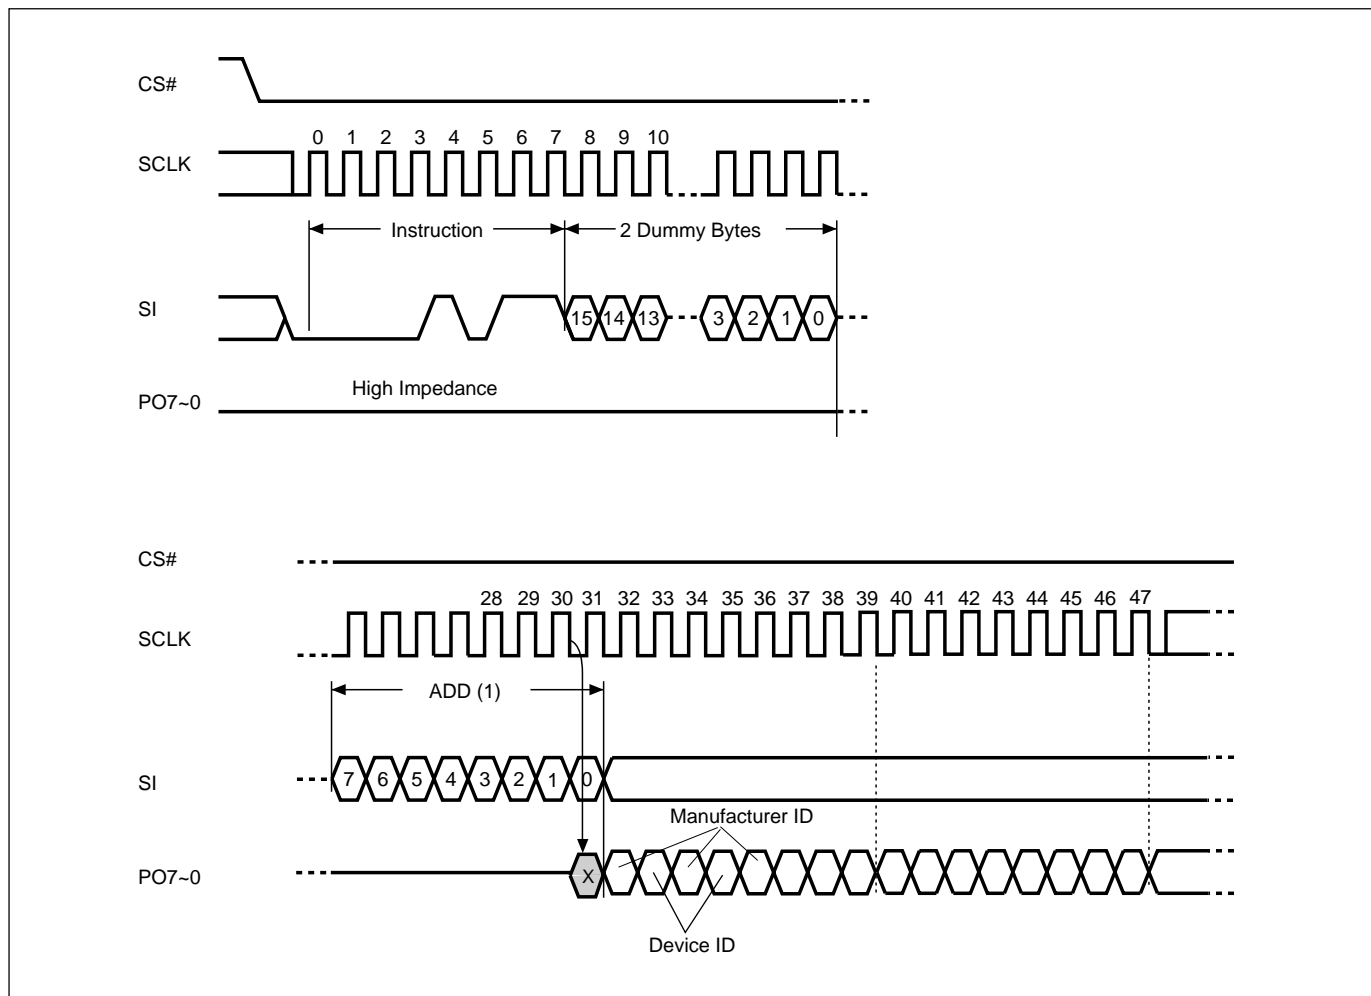 CS#
0 1 2 3 4 5 6 7 8 9 10
SCLK
Instruction 2 Dummy Bytes
SI
15 14 13 3 2 1 0
High Impedance
PO7~0
CS#
28 29 30 31 32 33 34 35 36 37 38 39 40 41 42 43 44 45 46 47
SCLK
ADD (1)
SI
7 6 5 4 3 2 1 0
Manufacturer ID
PO7~0
X
Device ID